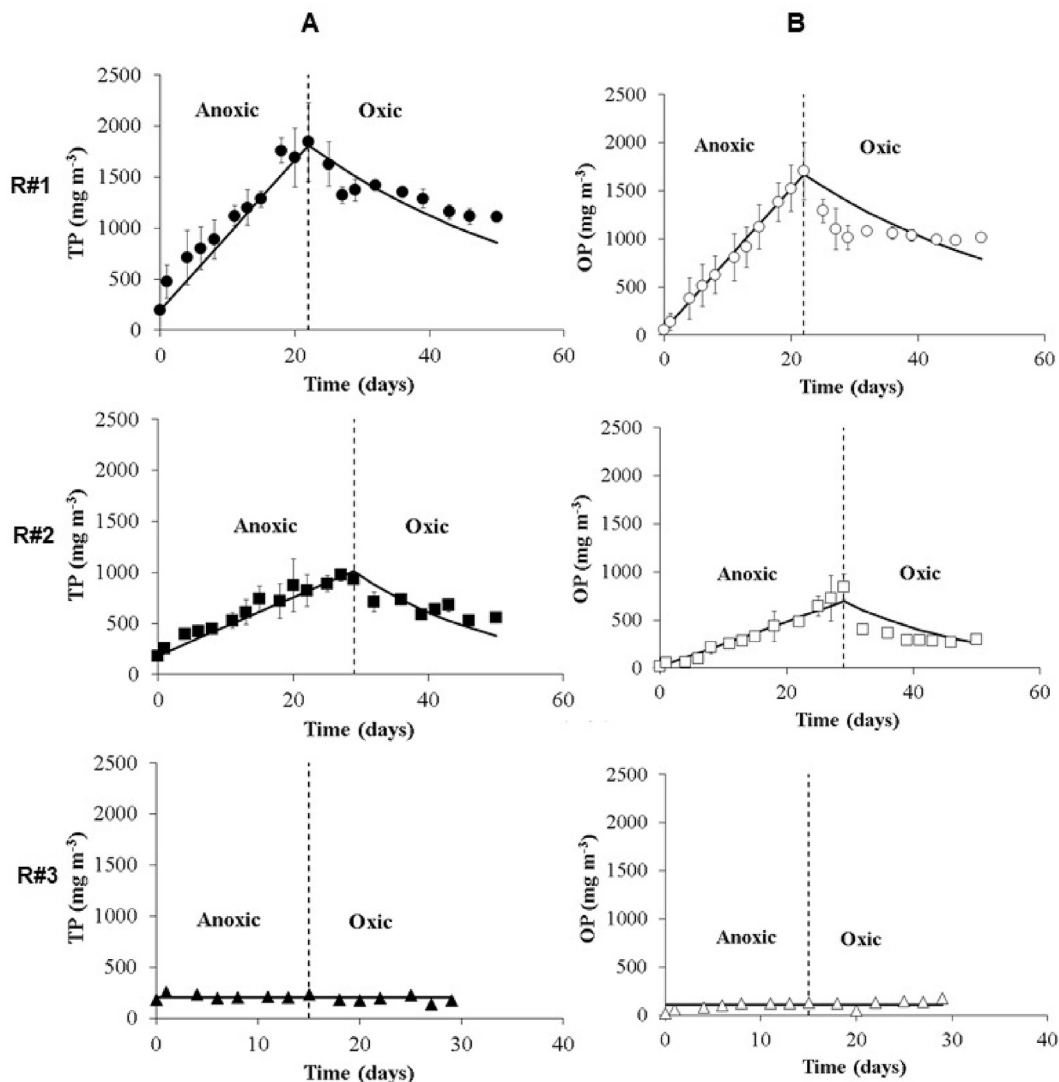 A
B
R#1
TP (mg m-3)
2500
2000
1500
1000
500
0
Anoxic
Oxic
0 20 40 60
Time (days)
OP (mg m-3)
2500
2000
1500
1000
500
0
Anoxic
Oxic
0 20 40 60
Time (days)
R#2
TP (mg m-3)
2500
2000
1500
1000
500
0
Anoxic
Oxic
0 20 40 60
Time (days)
OP (mg m-3)
2500
2000
1500
1000
500
0
Anoxic
Oxic
0 20 40 60
Time (days)
R#3
TP (mg m-3)
2500
2000
1500
1000
500
0
Anoxic
Oxic
0 10 20 30 40
Time (days)
OP (mg m-3)
2500
2000
1500
1000
500
0
Anoxic
Oxic
0 10 20 30 40
Time (days)